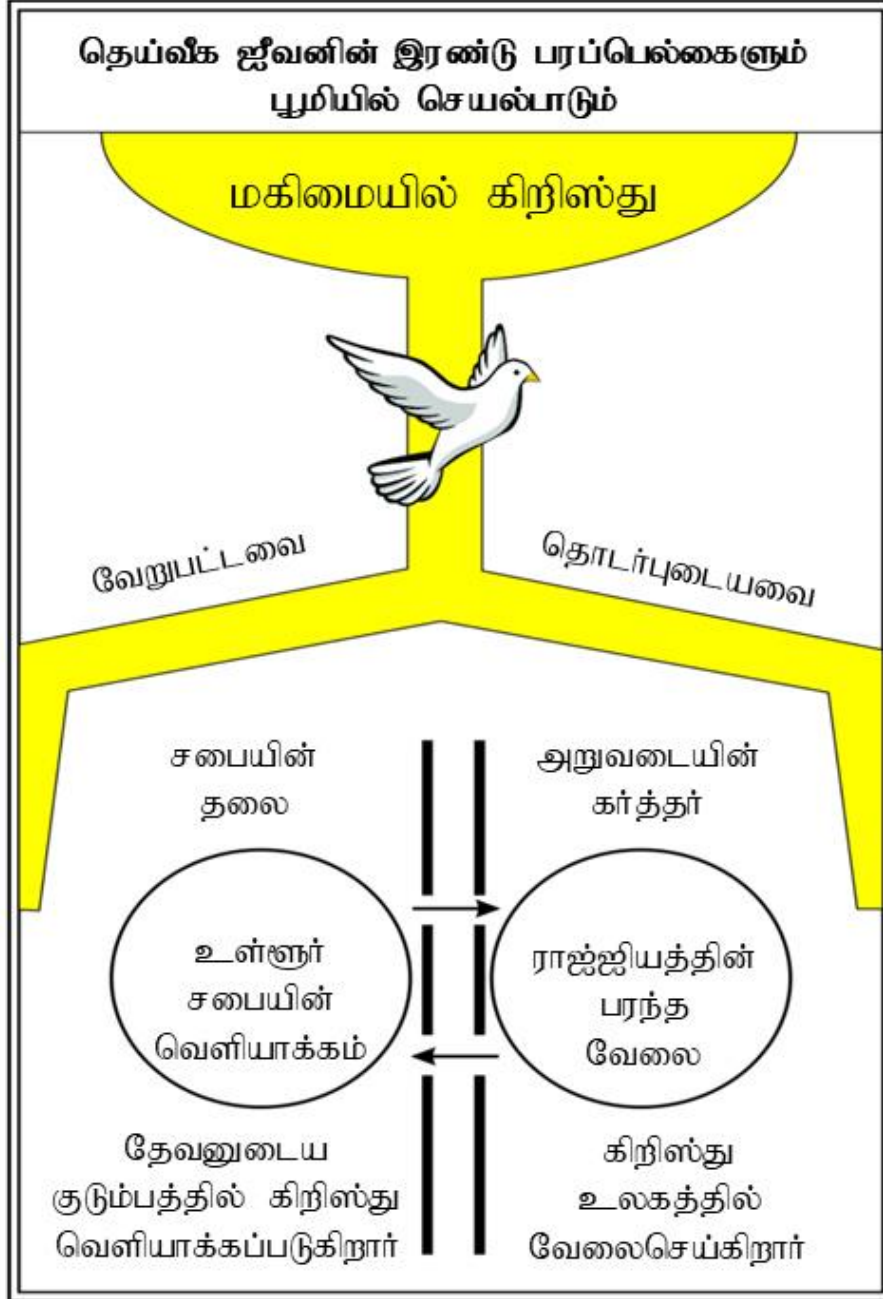 தெய்வீக ஜீவனின் இரண்டு பரப்பெல்கைளும்
பூமியில் செயல்பாடும்
மகிமையில் கிறிஸ்து
வேறுபட்டவை
தொடர்புடையவை
சபையின்
தலை
அறுவடையின்
கர்த்தர்
உள்ளூர்
சபையின்
வெளியாக்கம்
ராஜ்ஜியத்தின்
பரந்த
வேலை
தேவனுடைய
குடும்பத்தில் கிறிஸ்து
வெளியாக்கப்படுகிறார்
கிறிஸ்து
உலகத்தில்
வேலைசெய்கிறார்